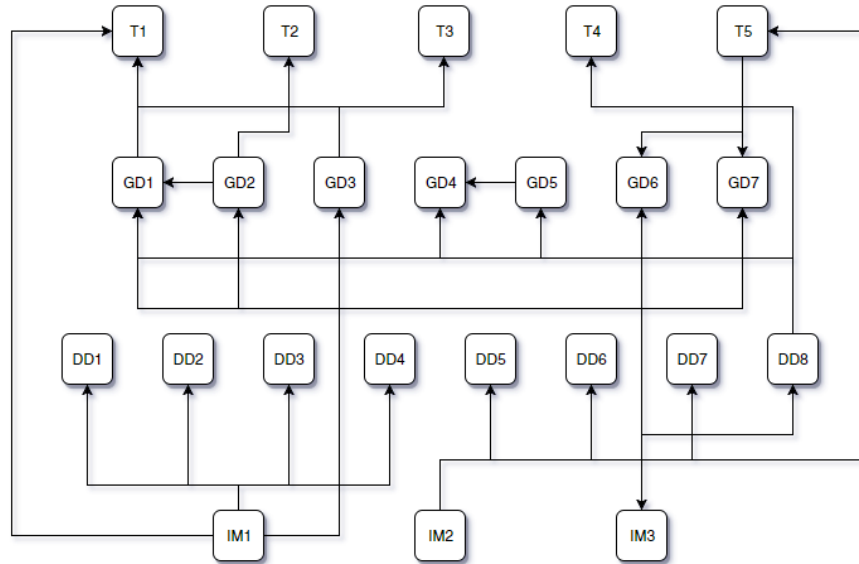 T1 T2 T3 T4 T5
GD1 GD2 GD3 GD4 GD5 GD6 GD7
DD1 DD2 DD3 DD4 DD5 DD6 DD7 DD8
IM1 IM2 IM3